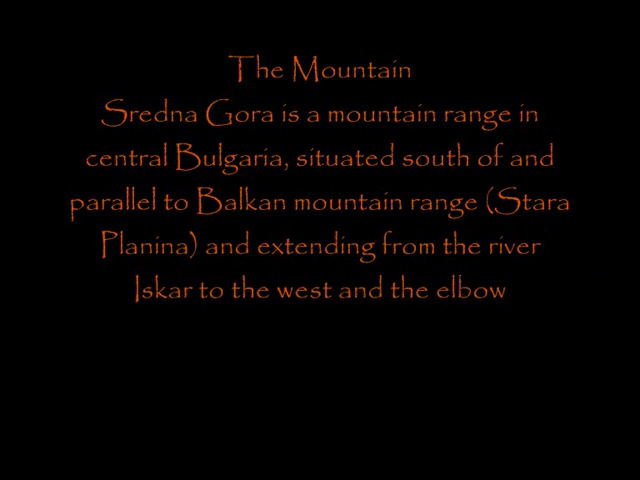 The Mountain
Sredna Gora is a mountain range in
central Bulgaria, situated south of and
parallel to Balkan mountain range (Stara
Planina) and extending from the river
Iskar to the west and the elbow